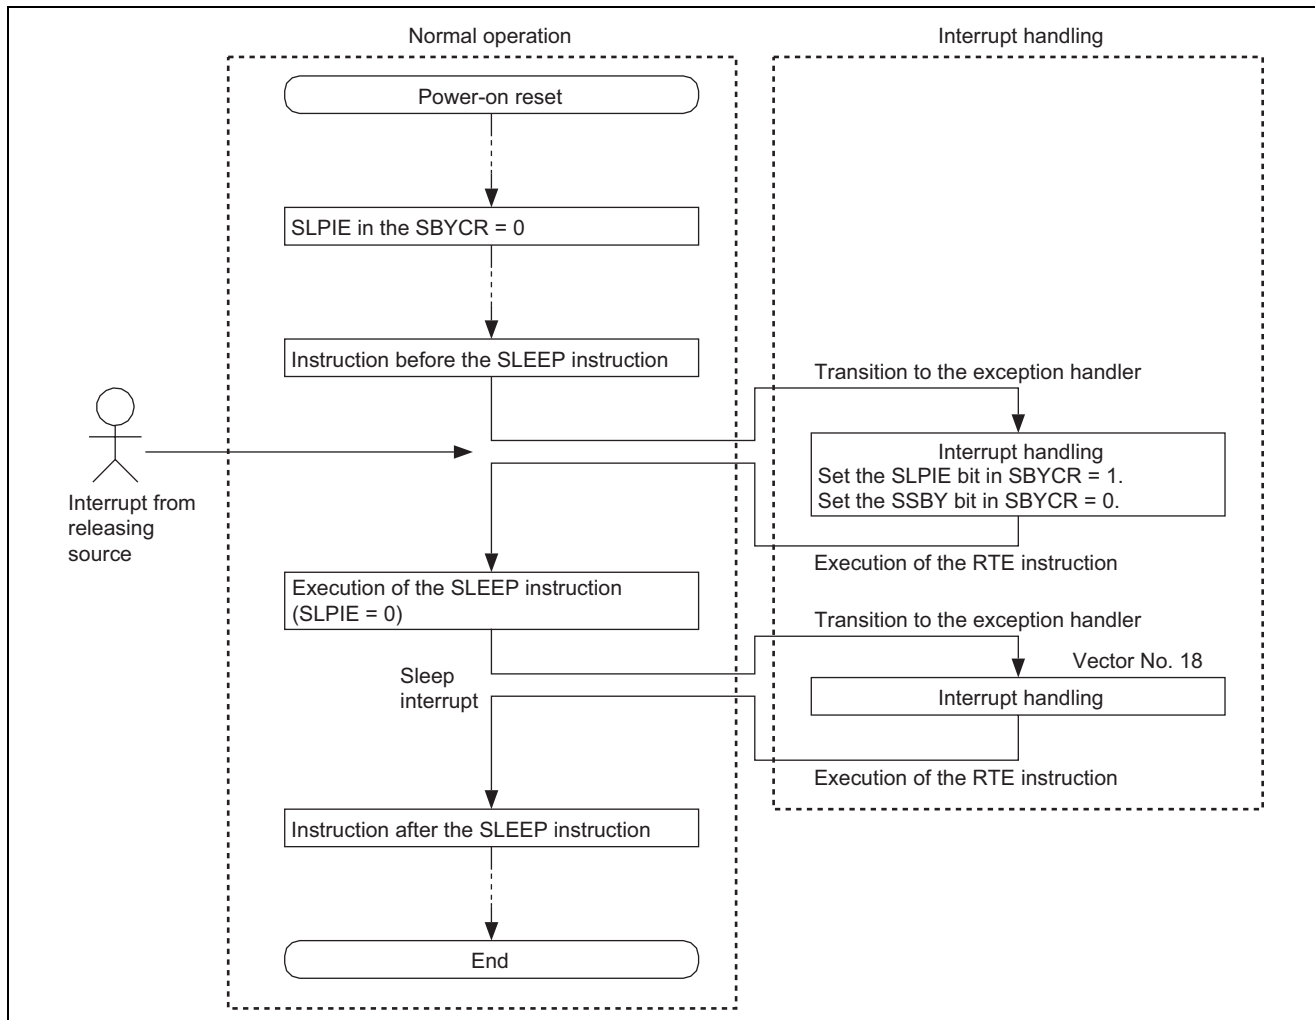 Normal operation
Interrupt handling
Power-on reset
SLPIE in the SBYCR = 0
Instruction before the SLEEP instruction
Transition to the exception handler
Interrupt from
releasing
source
Interrupt handling
Set the SLPIE bit in SBYCR = 1.
Set the SSBY bit in SBYCR = 0.
Execution of the RTE instruction
Execution of the SLEEP instruction
(SLPIE = 0)
Transition to the exception handler
Sleep
interrupt
Vector No. 18
Interrupt handling
Execution of the RTE instruction
Instruction after the SLEEP instruction
End